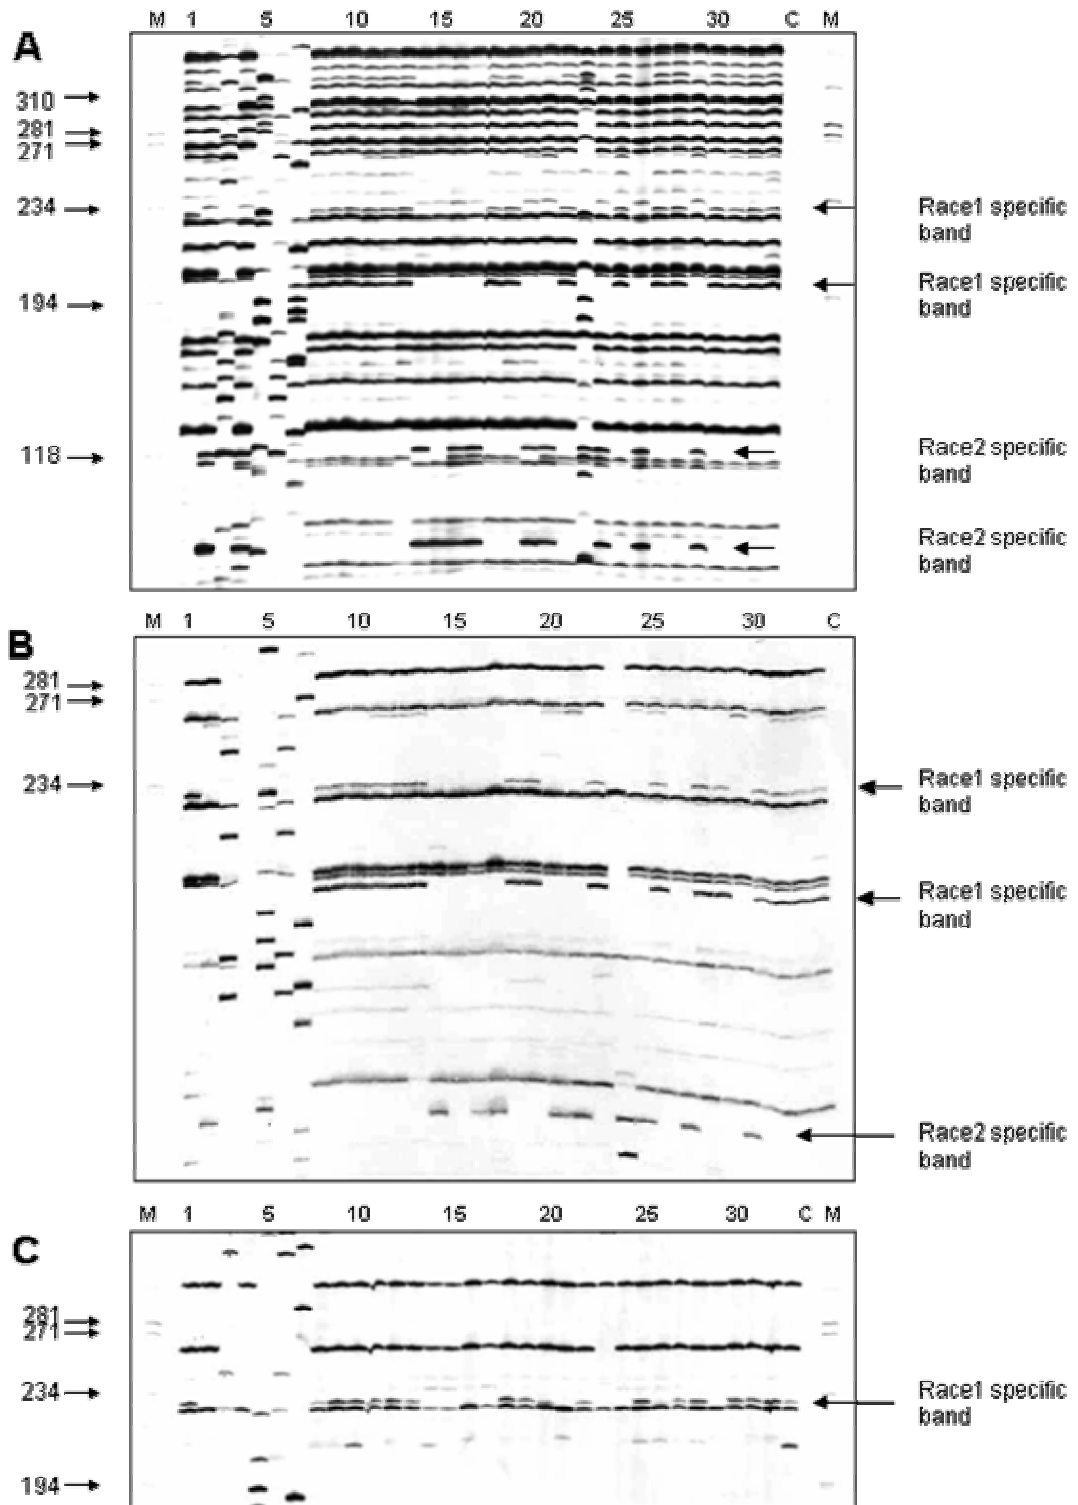 M 1 5 10 15 20 25 30 C M
A
310
281
271
234
Race1 specific
band
Race1 specific
band
194
118
Race2 specific
band
Race2 specific
band
M 1 5 10 15 20 25 30 C
B
281
271
234
Race1 specific
band
Race1 specific
band
Race2 specific
band
M 1 5 10 15 20 25 30 C M
C
281
271
234
Race1 specific
band
194